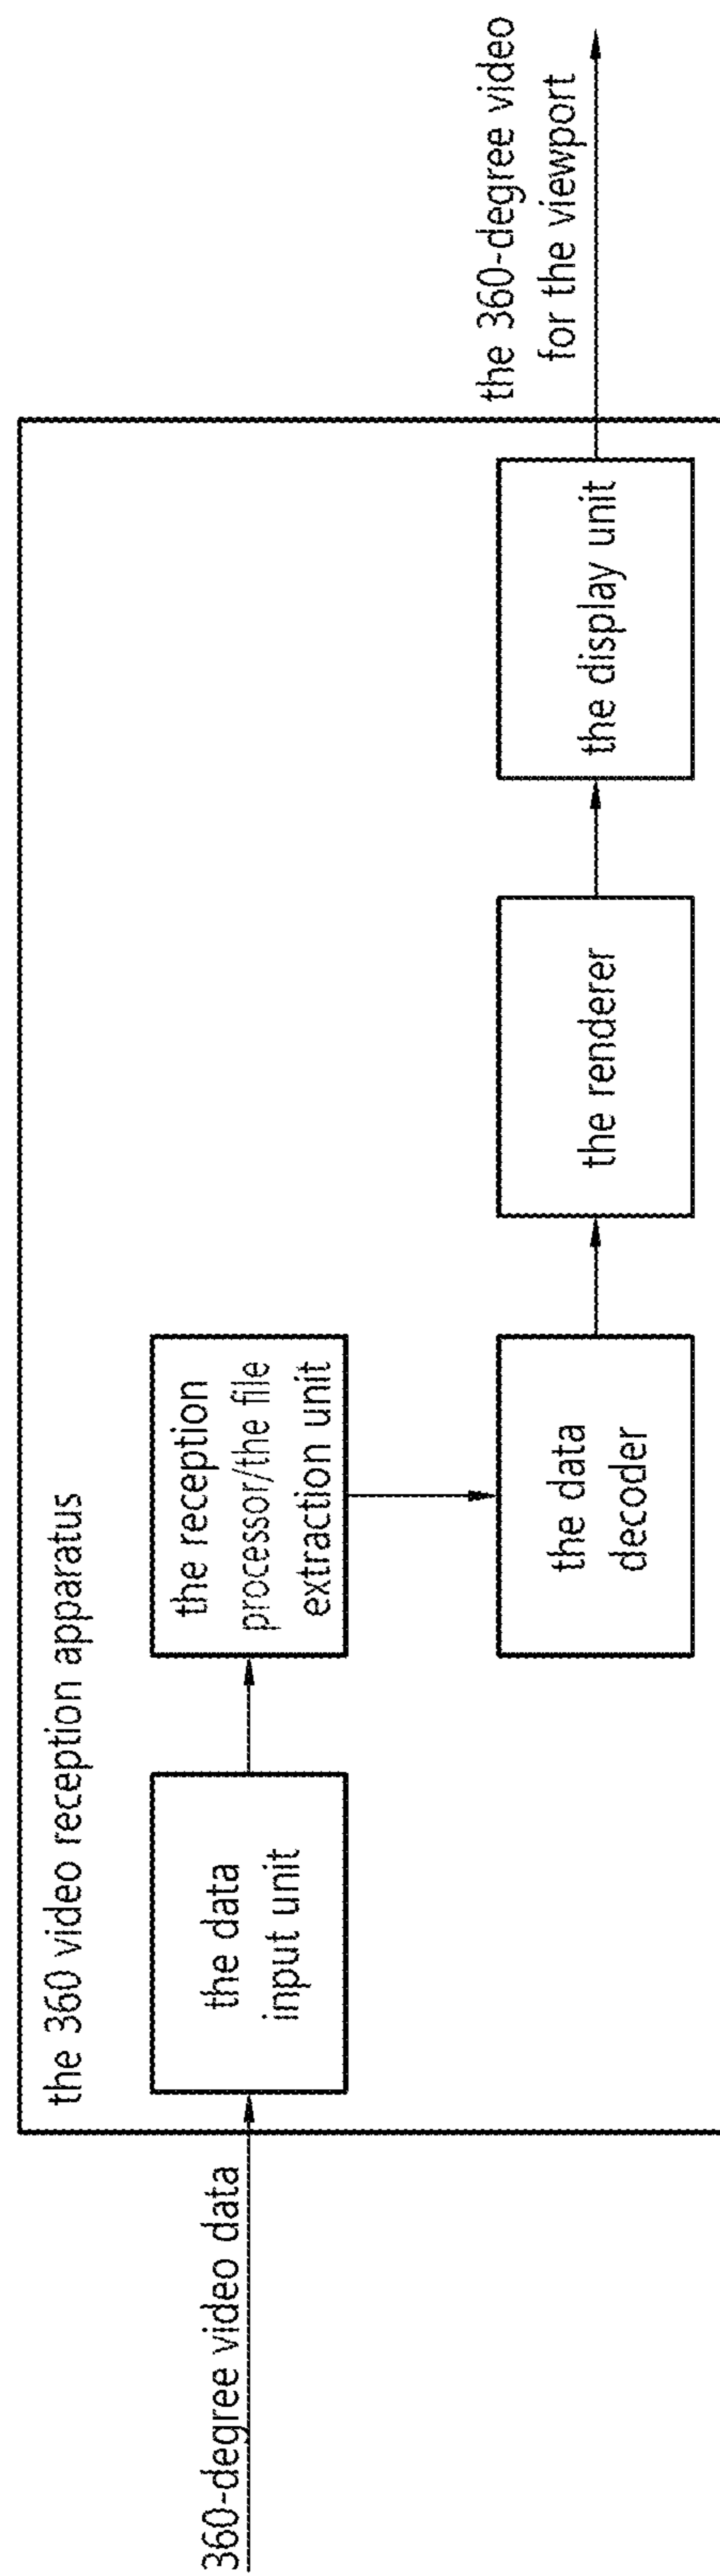 the 360 video reception apparatus
360-degree video data
the data
input unit
the reception
processor/the file
extraction unit
the data
decoder
the renderer
the display unit
the 360-degree video
for the viewport